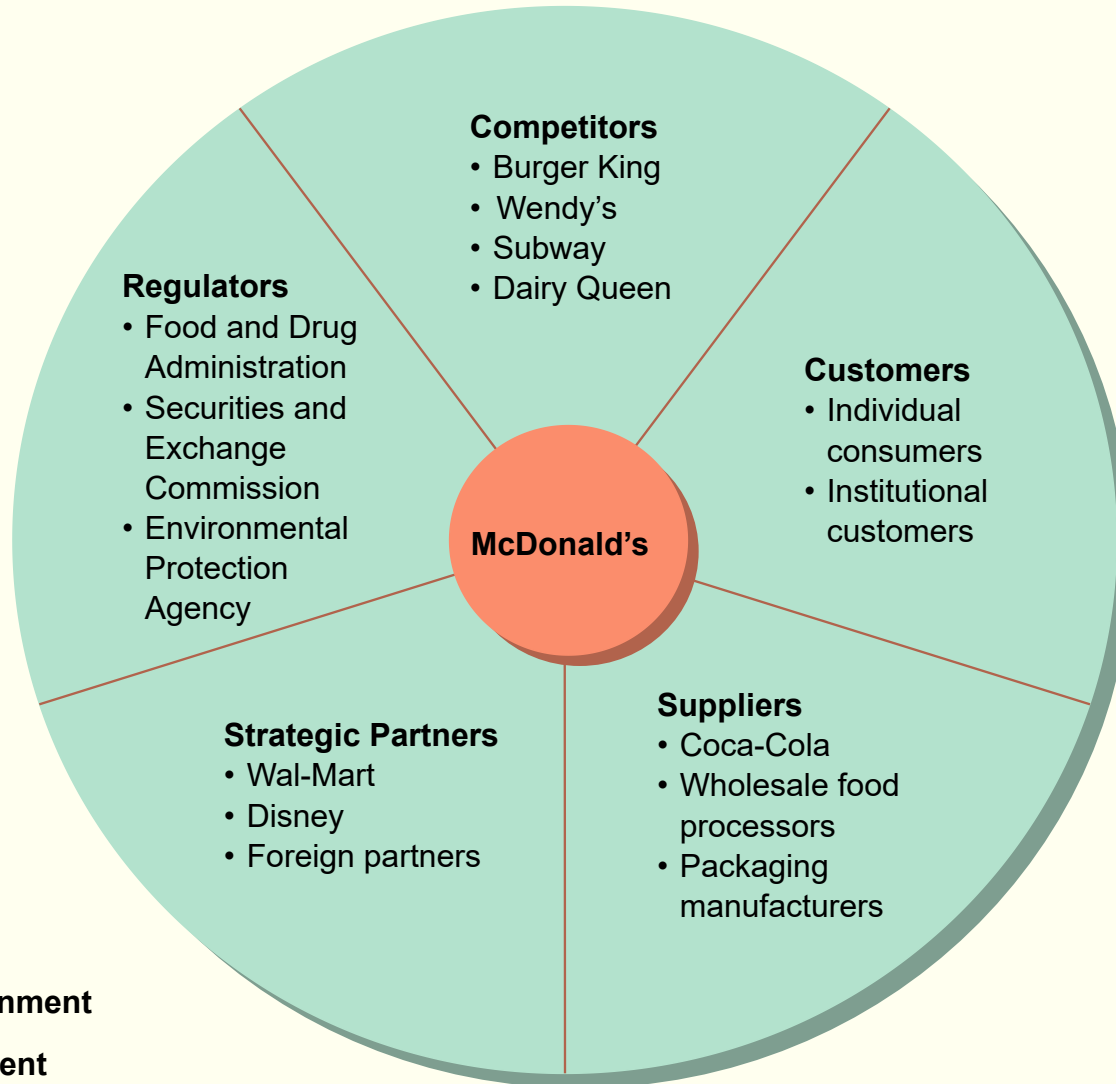 Competitors
• Burger King
• Wendy’s
• Subway
• Dairy Queen
Regulators
• Food and Drug
Administration
• Securities and
Exchange
Commission
• Environmental
Protection
Agency
Customers
• Individual
consumers
• Institutional
customers
McDonald’s
Strategic Partners
• Wal-Mart
• Disney
• Foreign partners
Suppliers
• Coca-Cola
• Wholesale food
processors
• Packaging
manufacturers